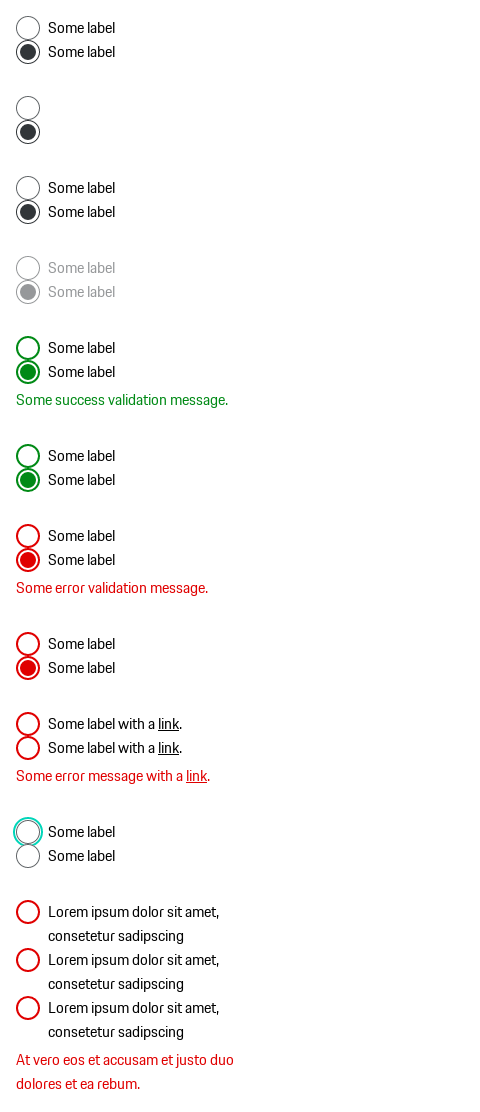 Some label
Some label
Some label
Some label
Some label
Some label
Some label
Some label
Some success validation message.
Some label
Some label
Some label
Some label
Some error validation message.
Some label
Some label
Some label with a link.
Some label with a link.
Some error message with a link.
Some label
Some label
Lorem ipsum dolor sit amet,
consetetur sadipscing
Lorem ipsum dolor sit amet,
consetetur sadipscing
Lorem ipsum dolor sit amet,
consetetur sadipscing
At vero eos et accusam et justo duo
dolores et ea rebum.